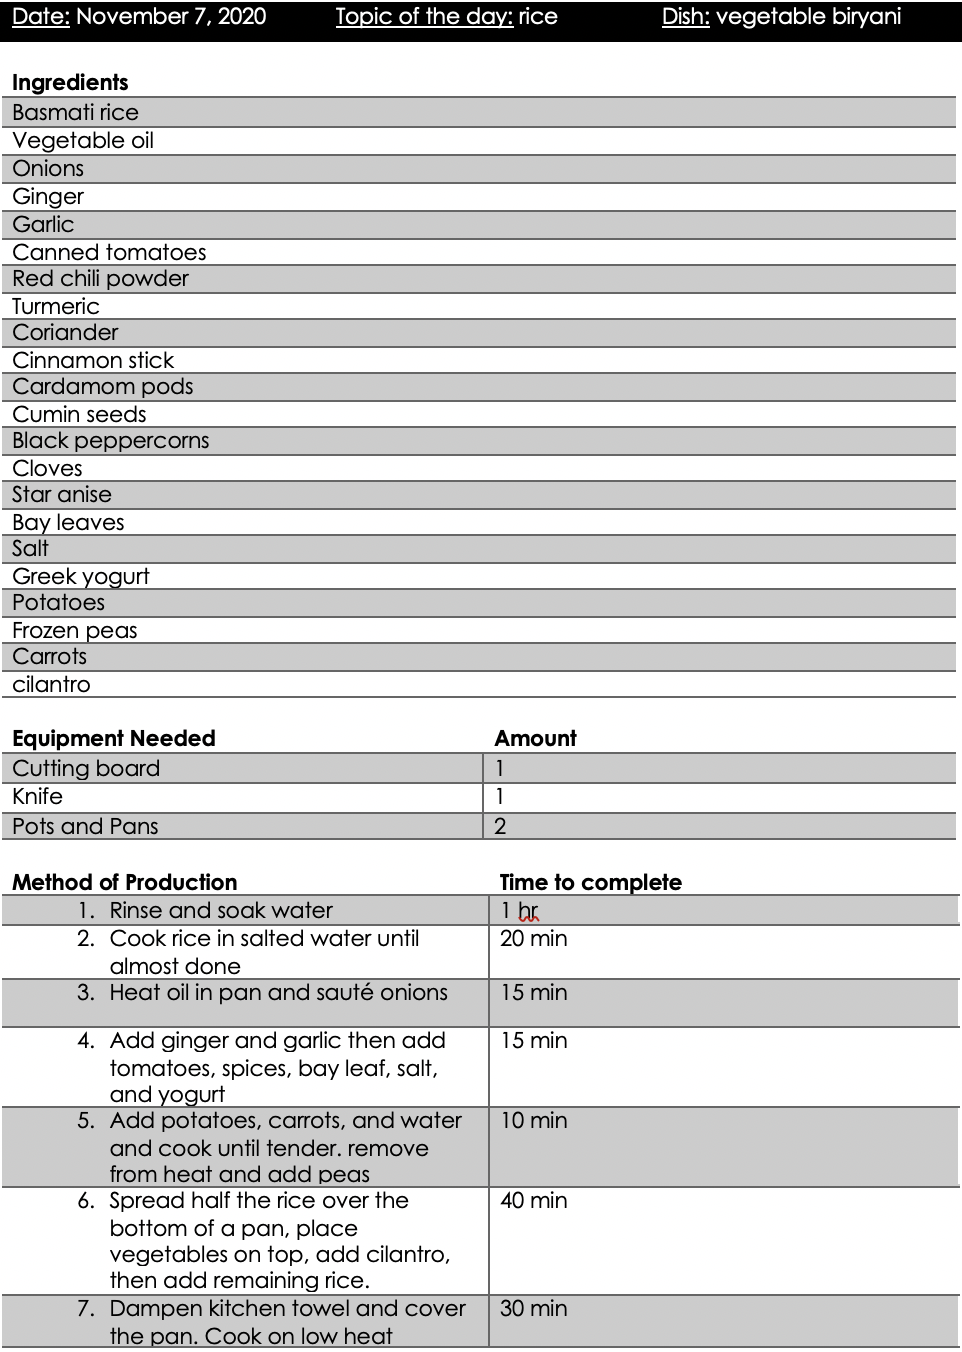 Date: November 7, 2020 Topic of the day: rice Dish: vegetable biryani
Ingredients
Basmati rice
Vegetable oil
Onions
Ginger
Garlic
Canned tomatoes
Red chili powder
Turmeric
Coriander
Cinnamon stick
Cardamom pods
Cumin seeds
Black peppercorns
Cloves
Star anise
Bay leaves
Salt
Greek yogurt
Potatoes
Frozen peas
Carrots
cilantro
Equipment Needed Amount
Cutting board 1
Knife 1
Pots and Pans 2
Method of Production Time to complete
1. Rinse and soak water 1 hr
2. Cook rice in salted water until 20 min
almost done
3. Heat oil in pan and sauté onions 15 min
4. Add ginger and garlic then add 15 min
tomatoes, spices, bay leaf, salt,
and yogurt
5. Add potatoes, carrots, and water 10 min
and cook until tender. remove
from heat and add peas
6. Spread half the rice over the 40 min
bottom of a pan, place
vegetables on top, add cilantro,
then add remaining rice.
7. Dampen kitchen towel and cover 30 min
the pan. Cook on low heat